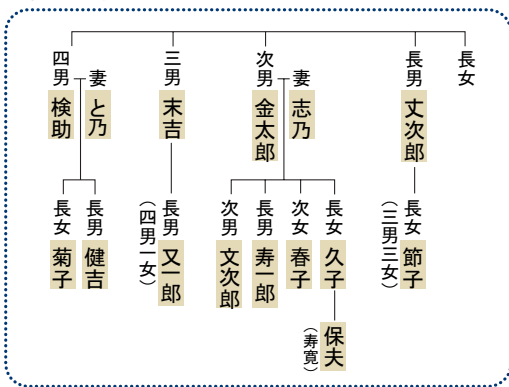 長女
長男 丈次郎
妻 志乃
次男 金太郎
三男 末吉
妻 と乃
四男 検助
長女 節子
(三男三女)
長女 久子
次女 春子
長男 寿一郎
次男 文次郎
長男 又一郎
(四男一女)
長男 健吉
長女 菊子
保夫
(寿寛)